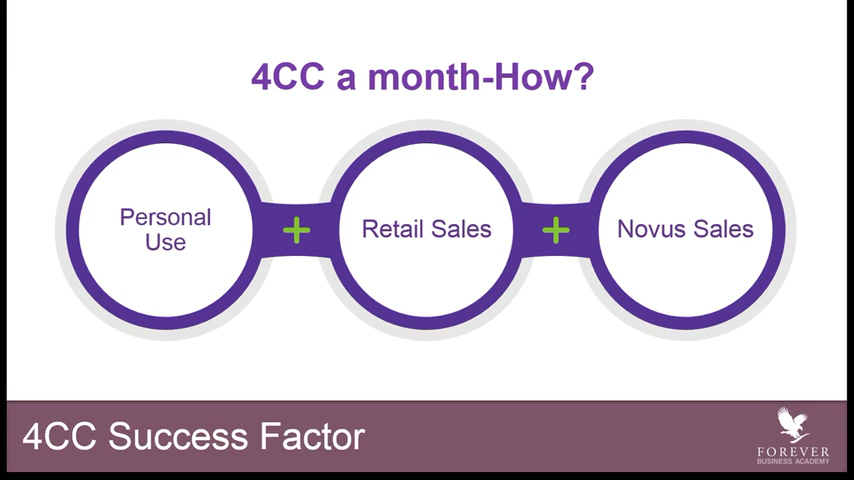 4CC a month-How?
Personal
Use
+
Retail Sales
+
Novus Sales
4CC Success Factor
FOREVER
BUSINESS ACADEMY